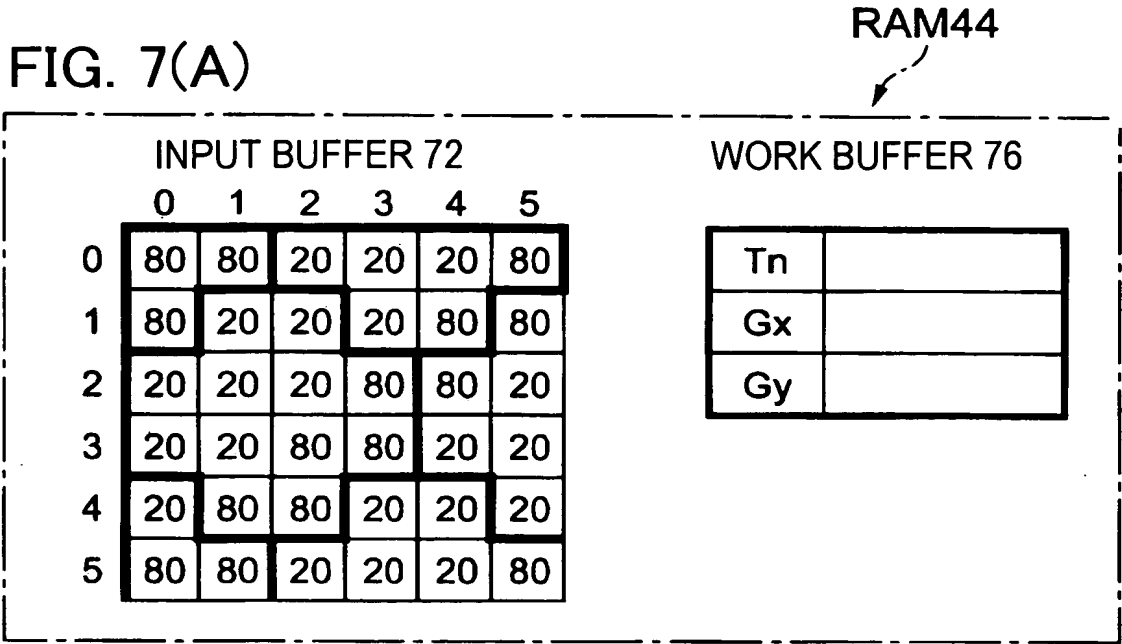 RAM44
FIG. 7(A)
INPUT BUFFER 72
0 1 2 3 4 5
0 80 80 20 20 20 80
1 80 20 20 20 80 80
2 20 20 20 80 80 20
3 20 20 80 80 20 20
4 20 80 80 20 20 20
5 80 80 20 20 20 80
WORK BUFFER 76
Tn
Gx
Gy